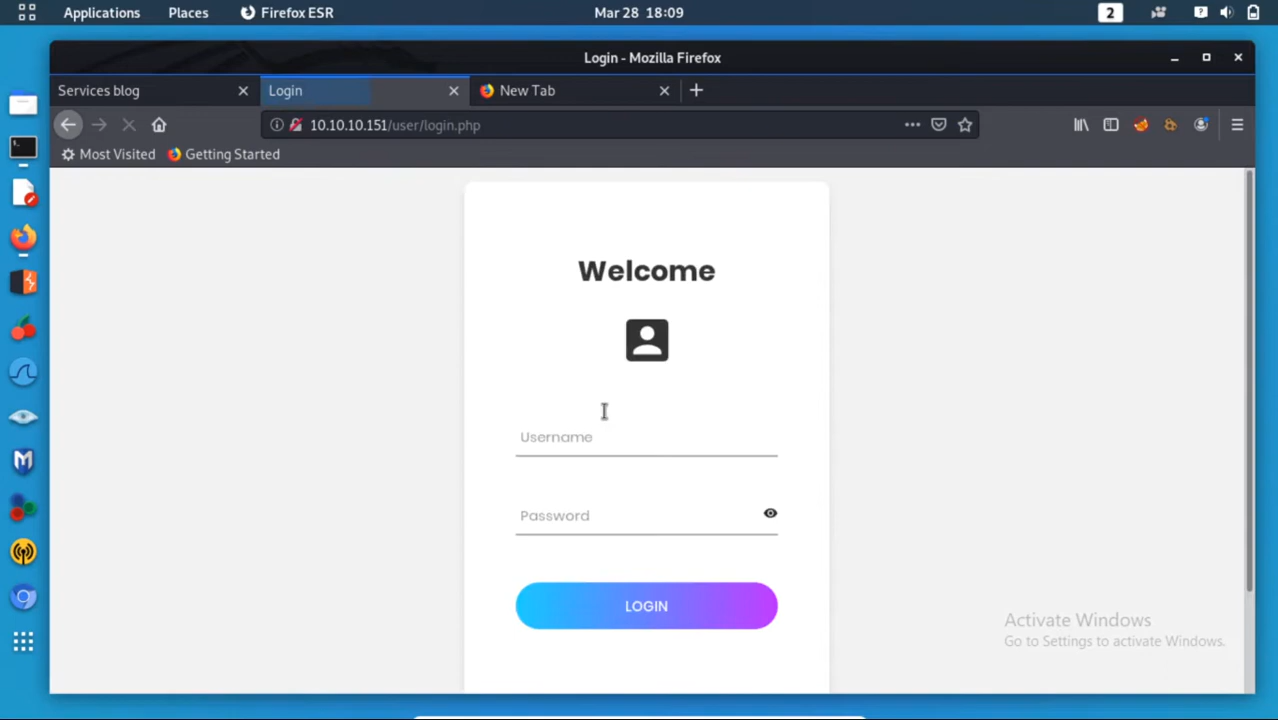 Applications Places Firefox ESR Mar 28 18:09 2
Login - Mozilla Firefox
Services blog Login New Tab
10.10.10.151/user/login.php
Most Visited Getting Started
Welcome
Username
Password
LOGIN
Activate Windows
Go to Settings to activate Windows.